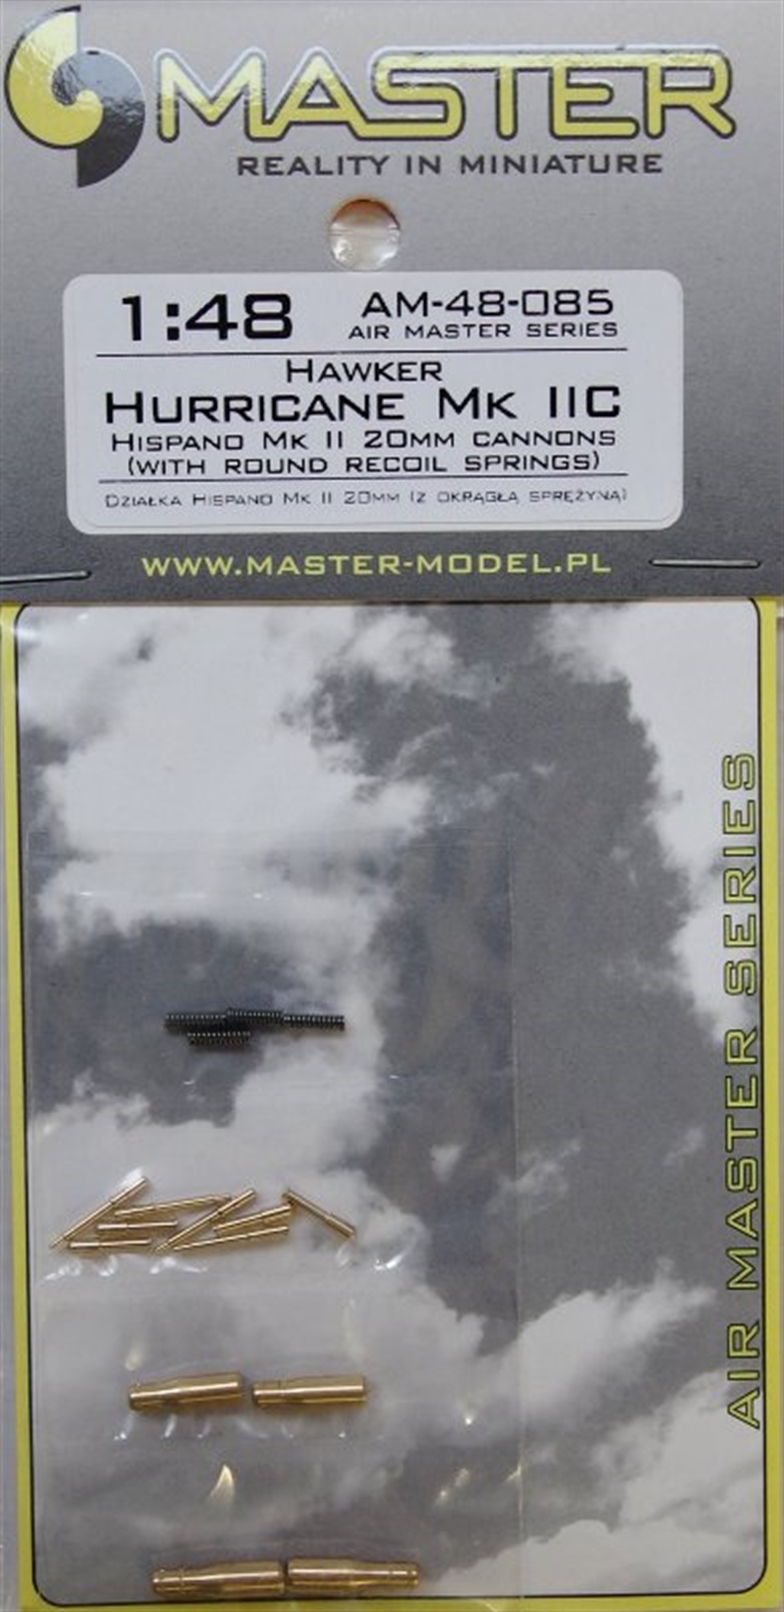 MASTER
REALITY IN MINIATURE
1:48
AM-48-085
AIR MASTER SERIES
HAWKER
HURRICANE MK IIC
HISPANO MK II 20MM CANNONS
(WITH ROUND RECOIL SPRINGS)
DZIAŁKA HISPANO MK II 20MM (Z OKRĄGŁĄ SPRĘŻYNĄ)
WWW.MASTER-MODEL.PL
AIR MASTER SERIES